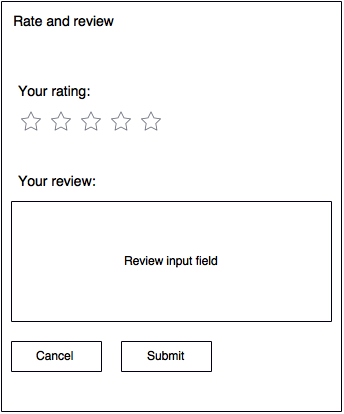 Rate and review
Your rating:
Your review:
Review input field
Cancel Submit